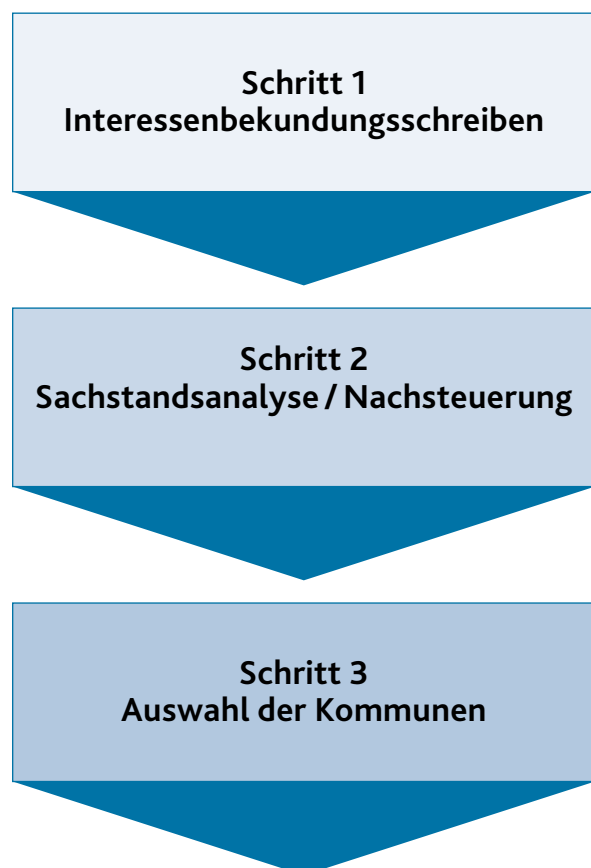 Schritt 1
Interessenbekundungsschreiben
Schritt 2
Sachstandsanalyse / Nachsteuerung
Schritt 3
Auswahl der Kommunen